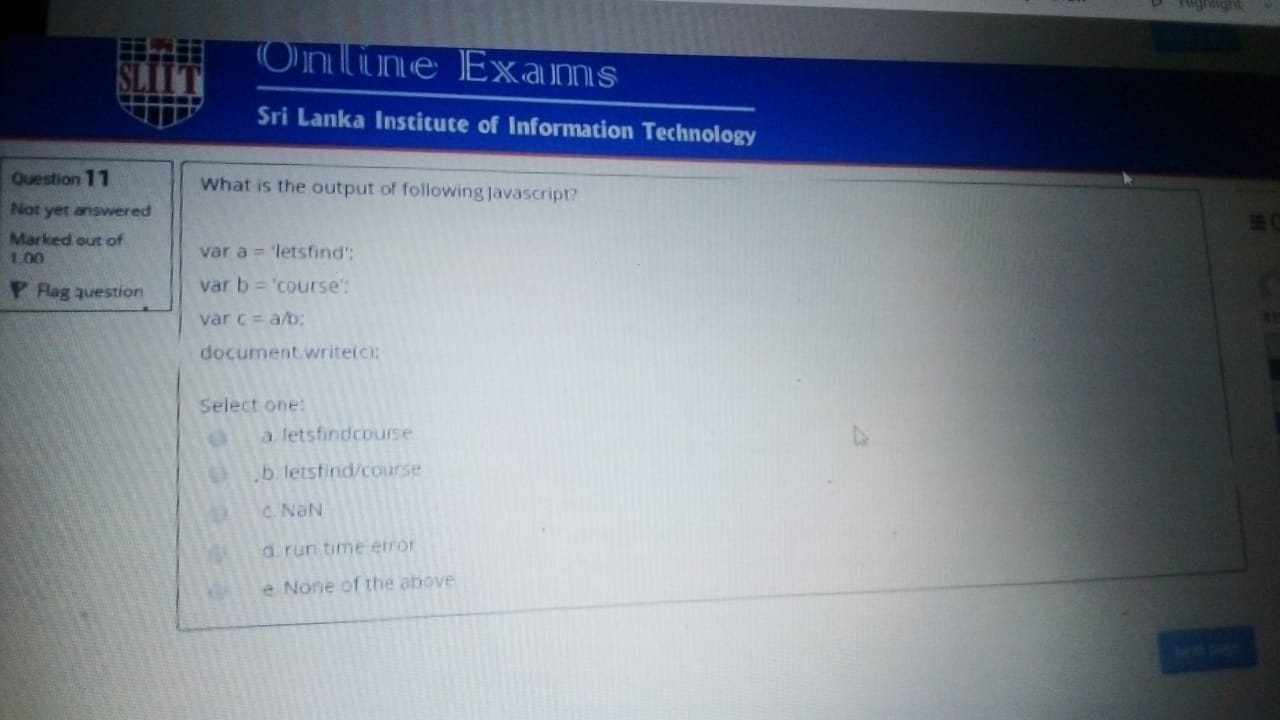 Highlight
SLIIT
Online Exams
Sri Lanka Institute of Information Technology
Question 11
Not yet answered
Marked out of
1.00
Flag question
What is the output of following Javascript?
var a = 'letsfind';
var b = 'course';
var c = a/b;
document.write(c);
Select one:
a. letsfindcourse
b. letsfind/course
c. NaN
d. run time error
e. None of the above
Next page